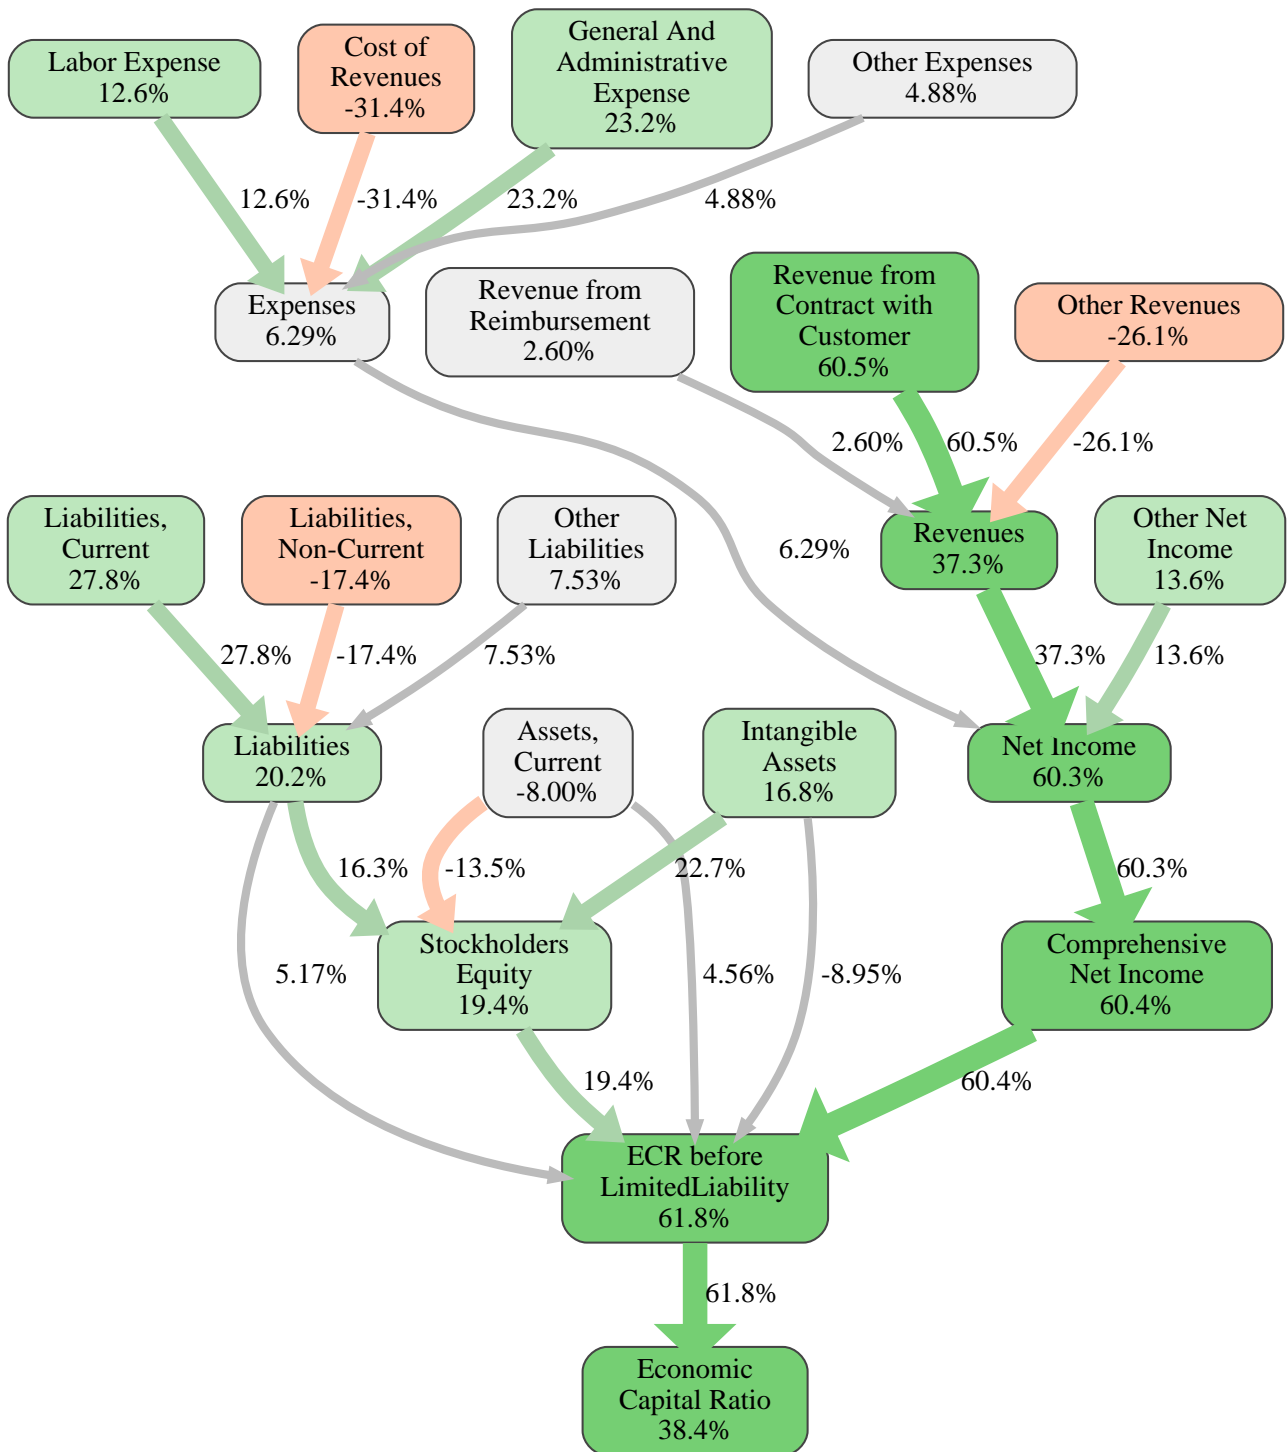 Labor Expense
12.6%
Cost of
Revenues
-31.4%
General And
Administrative
Expense
23.2%
Other Expenses
4.88%
12.6%
-31.4%
23.2%
4.88%
Expenses
6.29%
Revenue from
Reimbursement
2.60%
Revenue from
Contract with
Customer
60.5%
Other Revenues
-26.1%
2.60%
60.5%
-26.1%
Liabilities,
Current
27.8%
Liabilities,
Non-Current
-17.4%
Other
Liabilities
7.53%
6.29%
Revenues
37.3%
Other Net
Income
13.6%
27.8%
-17.4%
7.53%
37.3%
13.6%
Liabilities
20.2%
Assets,
Current
-8.00%
Intangible
Assets
16.8%
Net Income
60.3%
16.3%
-13.5%
22.7%
60.3%
5.17%
Stockholders
Equity
19.4%
4.56%
-8.95%
Comprehensive
Net Income
60.4%
19.4%
60.4%
ECR before
LimitedLiability
61.8%
61.8%
Economic
Capital Ratio
38.4%